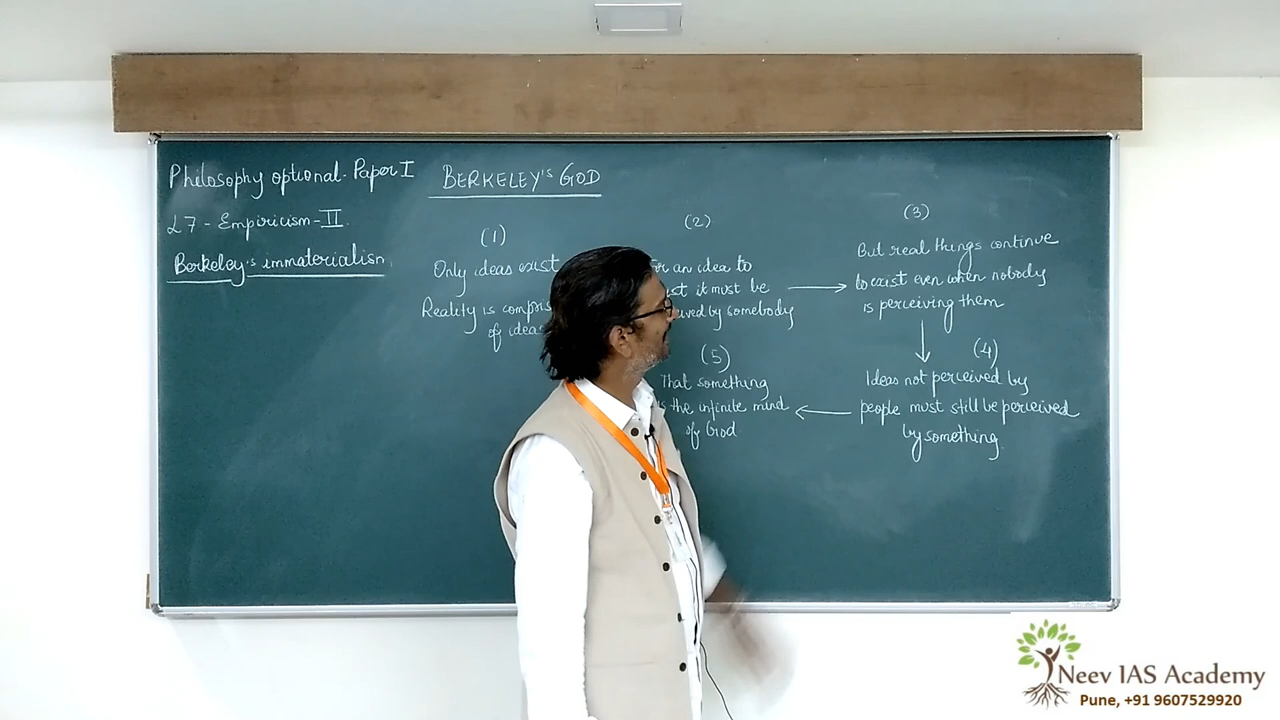 Philosophy optional - Paper I
L7 - Empiricism - II
Berkeley's immaterialism
BERKELEY'S GOD
(1)
Only ideas exist
Reality is compris
of ideas
(2)
or an idea to
st it must be
ved by somebody
(3)
But real things continue
to exist even when nobody
is perceiving them
(4)
Ideas not perceived by
people must still be perceived
by something
(5)
That something
is the infinite mind
of God
Neev IAS Academy
Pune, +91 9607529920